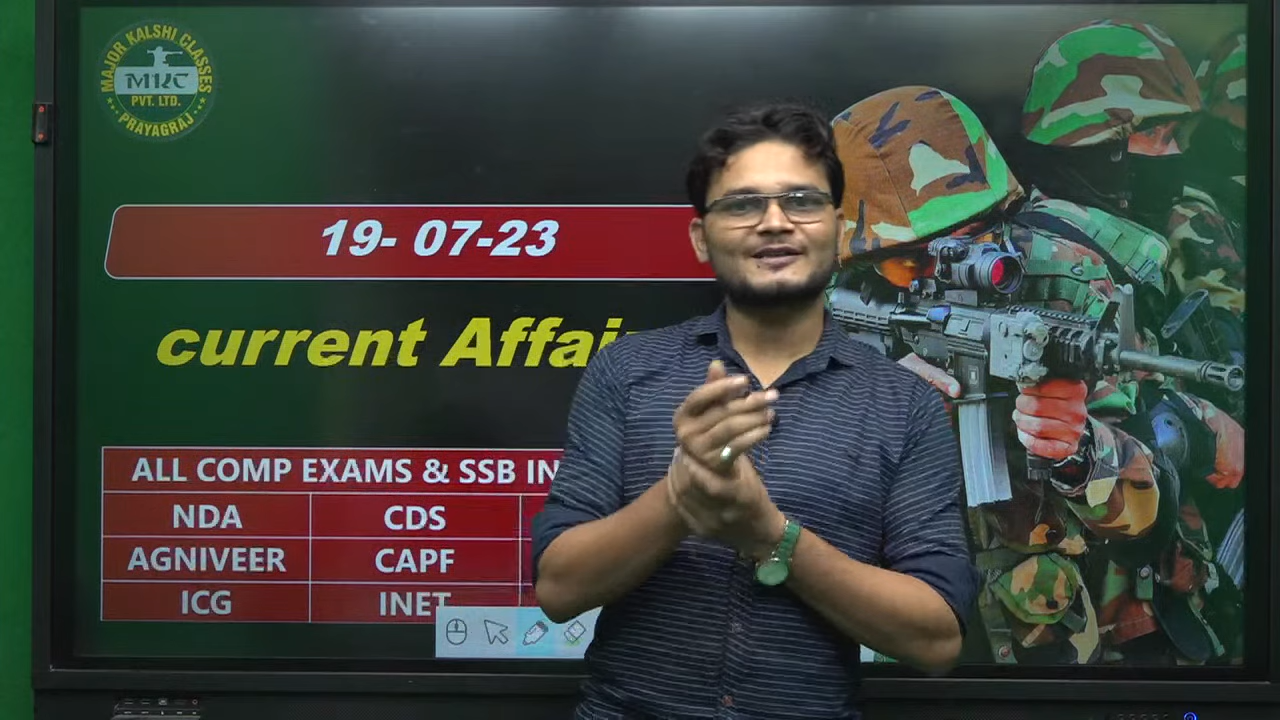 MAJOR KALSHI CLASSES
MKC
PVT. LTD.
PRAYAGRAJ
19- 07-23
current Affai
ALL COMP EXAMS & SSB IN
NDA CDS
AGNIVEER CAPF
ICG INET